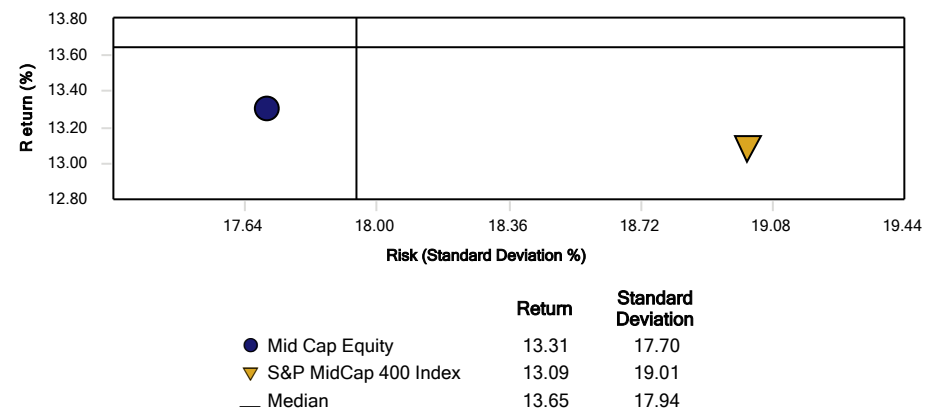 13.80
13.60
13.40
13.20
13.00
12.80
Return (%)
17.64 18.00 18.36 18.72 19.08 19.44
Risk (Standard Deviation %)
Return Standard Deviation
Mid Cap Equity 13.31 17.70
S&P MidCap 400 Index 13.09 19.01
Median 13.65 17.94